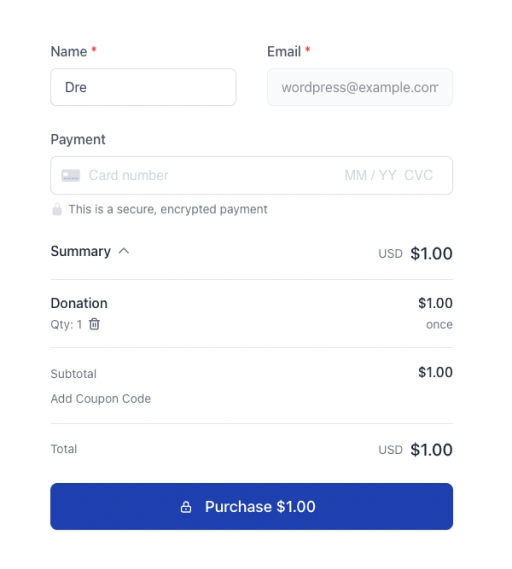 Name * Email *
Dre wordpress@example.com
Payment
Card number MM / YY CVC
This is a secure, encrypted payment
Summary USD $1.00
Donation $1.00
Qty: 1 once
Subtotal $1.00
Add Coupon Code
Total USD $1.00
Purchase $1.00